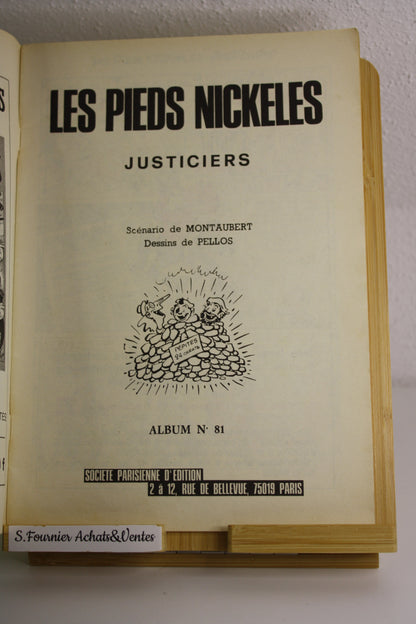 LES PIEDS NICKELES
JUSTICIERS
Scénario de MONTAUBERT
Dessins de PELLOS
PEPITES
ALBUM N° 81
SOCIETE PARISIENNE D'EDITION
2 à 12, RUE DE BELLEVUE, 75019 PARIS
S.Fournier Achats&Ventes